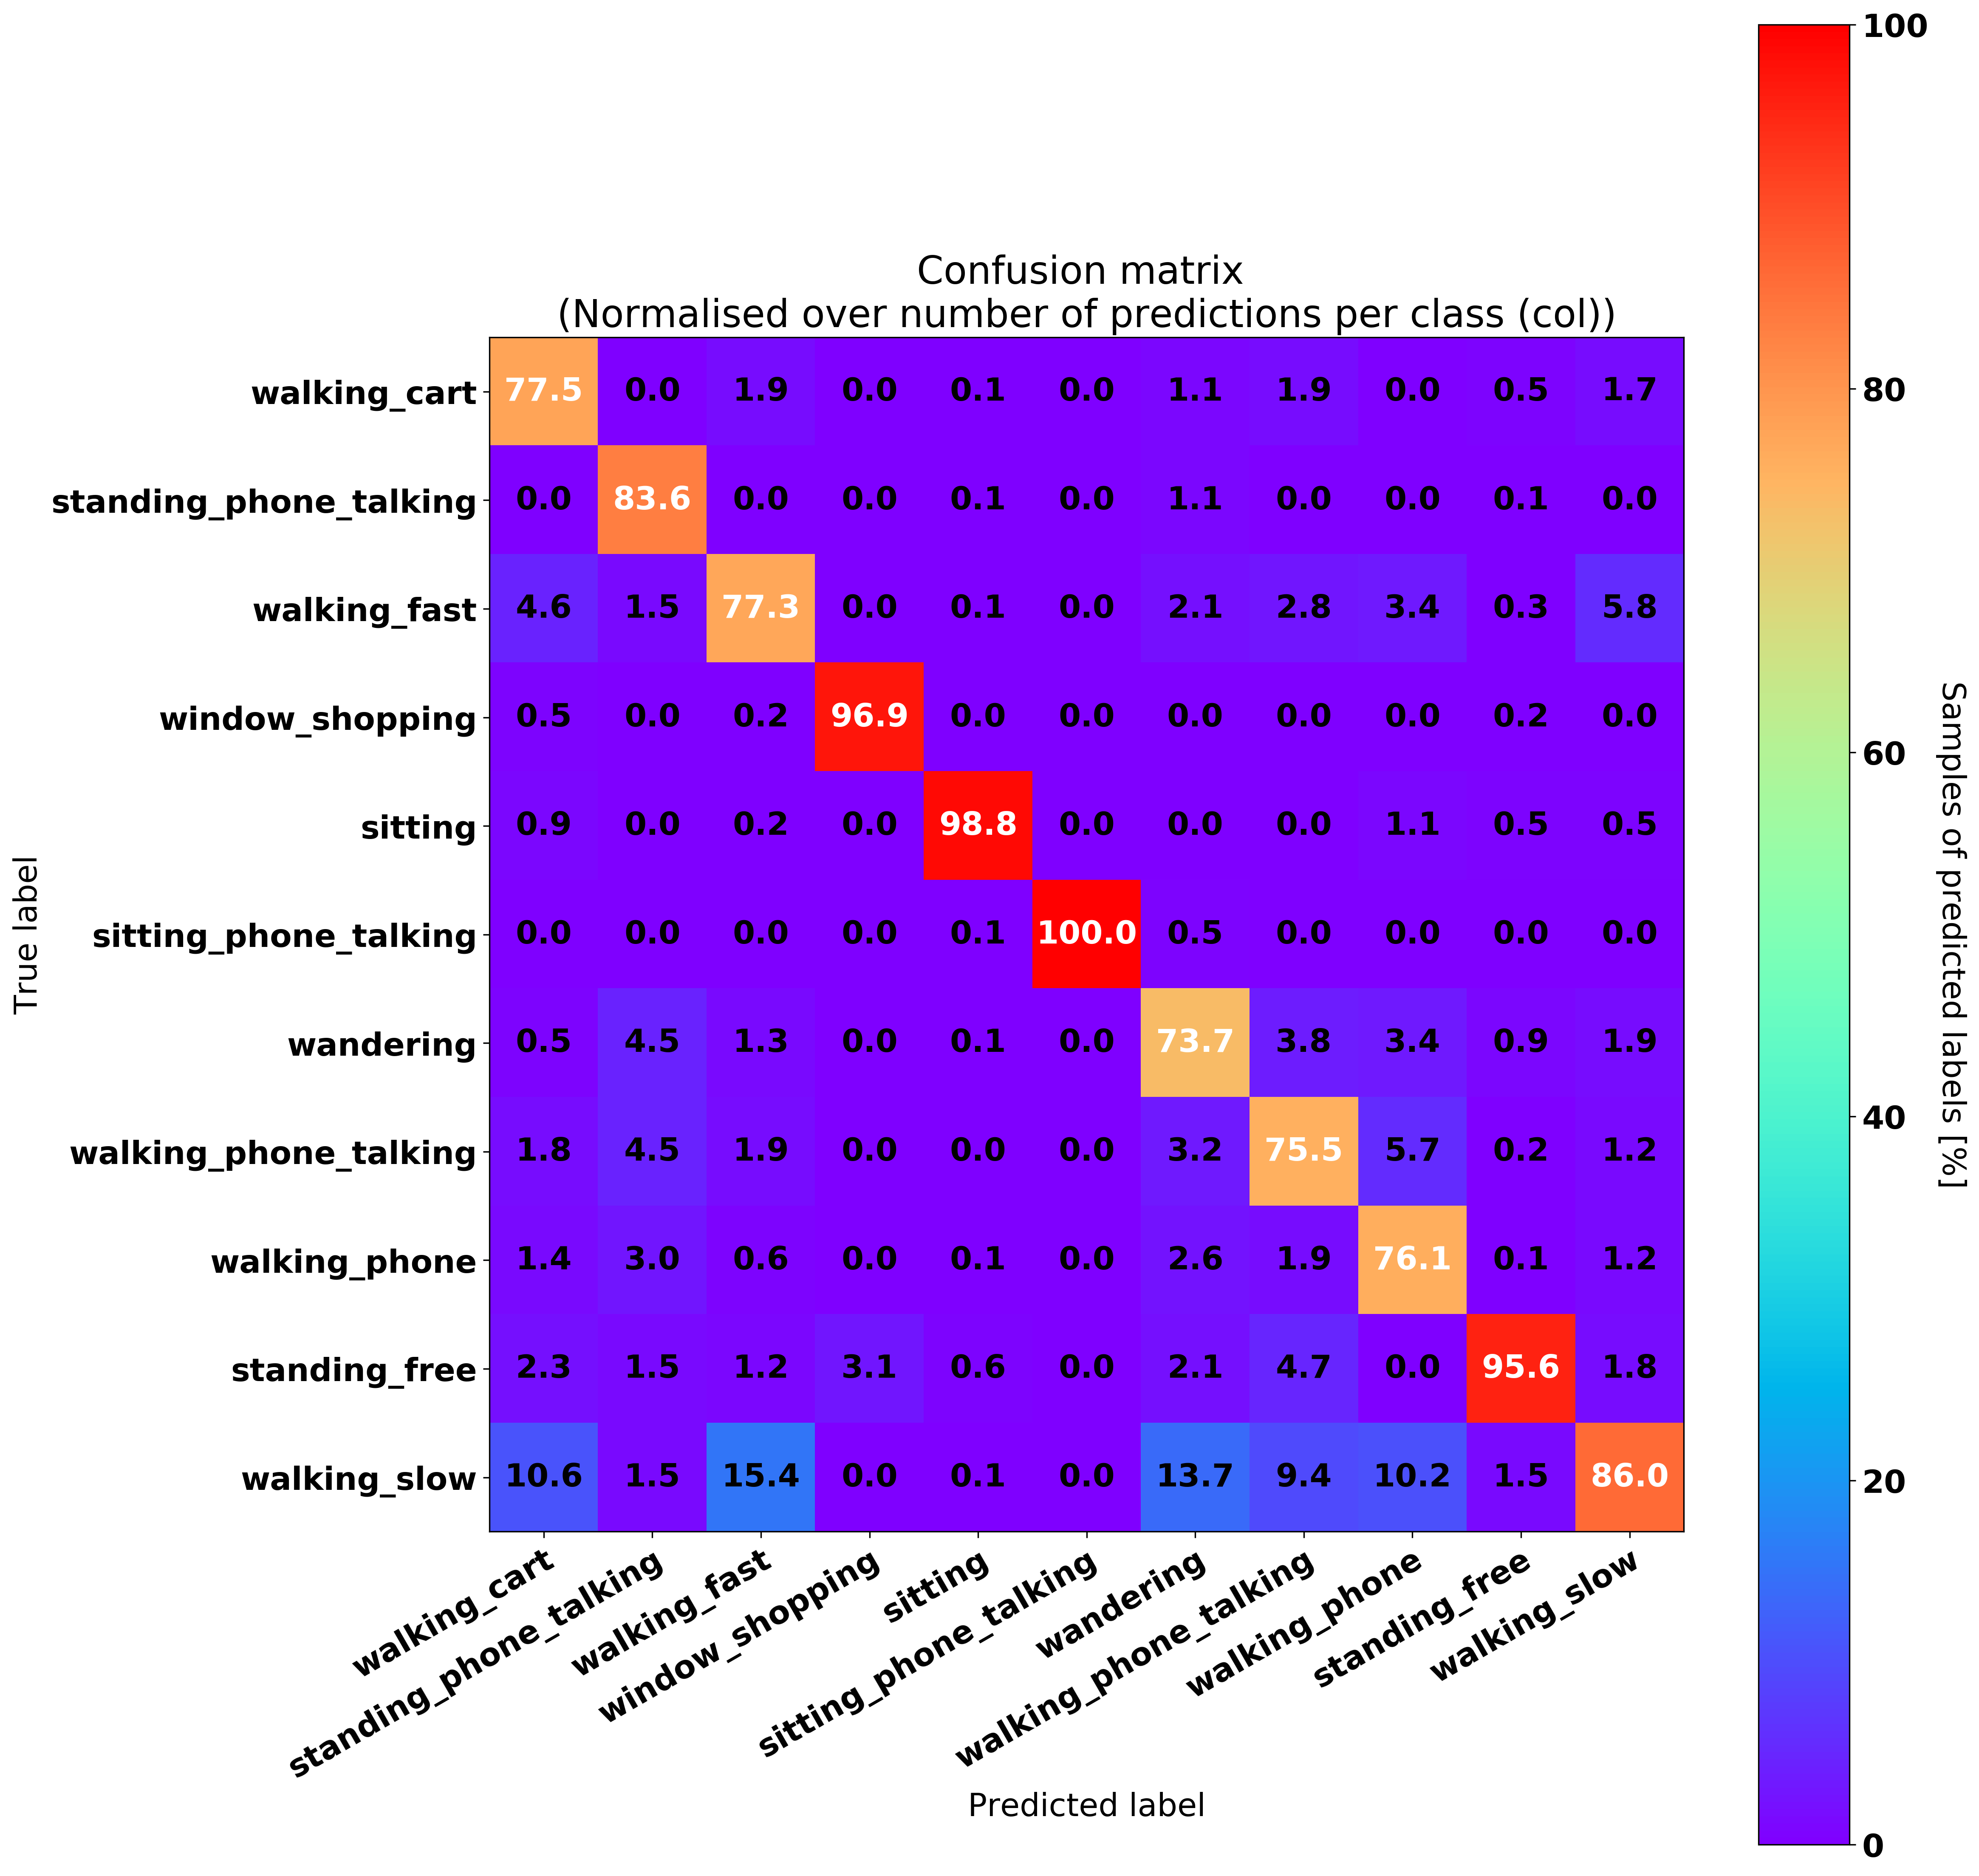 Confusion matrix
(Normalised over number of predictions per class (col))
walking_cart 77.5 0.0 1.9 0.0 0.1 0.0 1.1 1.9 0.0 0.5 1.7
standing_phone_talking 0.0 83.6 0.0 0.0 0.1 0.0 1.1 0.0 0.0 0.1 0.0
walking_fast 4.6 1.5 77.3 0.0 0.1 0.0 2.1 2.8 3.4 0.3 5.8
window_shopping 0.5 0.0 0.2 96.9 0.0 0.0 0.0 0.0 0.0 0.2 0.0
sitting 0.9 0.0 0.2 0.0 98.8 0.0 0.0 0.0 1.1 0.5 0.5
sitting_phone_talking 0.0 0.0 0.0 0.0 0.1 100.0 0.5 0.0 0.0 0.0 0.0
wandering 0.5 4.5 1.3 0.0 0.1 0.0 73.7 3.8 3.4 0.9 1.9
walking_phone_talking 1.8 4.5 1.9 0.0 0.0 0.0 3.2 75.5 5.7 0.2 1.2
walking_phone 1.4 3.0 0.6 0.0 0.1 0.0 2.6 1.9 76.1 0.1 1.2
standing_free 2.3 1.5 1.2 3.1 0.6 0.0 2.1 4.7 0.0 95.6 1.8
walking_slow 10.6 1.5 15.4 0.0 0.1 0.0 13.7 9.4 10.2 1.5 86.0
True label
walking_cart
standing_phone_talking
walking_fast
window_shopping
sitting
sitting_phone_talking
wandering
walking_phone_talking
walking_phone
standing_free
walking_slow
Predicted label
100
80
60
40
20
0
Samples of predicted labels [%]